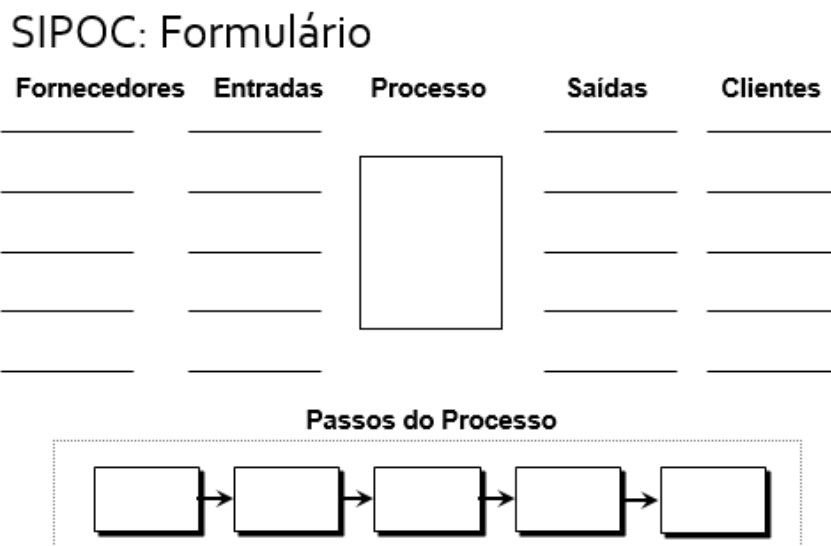 SIPOC: Formulário
Fornecedores Entradas Processo Saídas Clientes
Passos do Processo